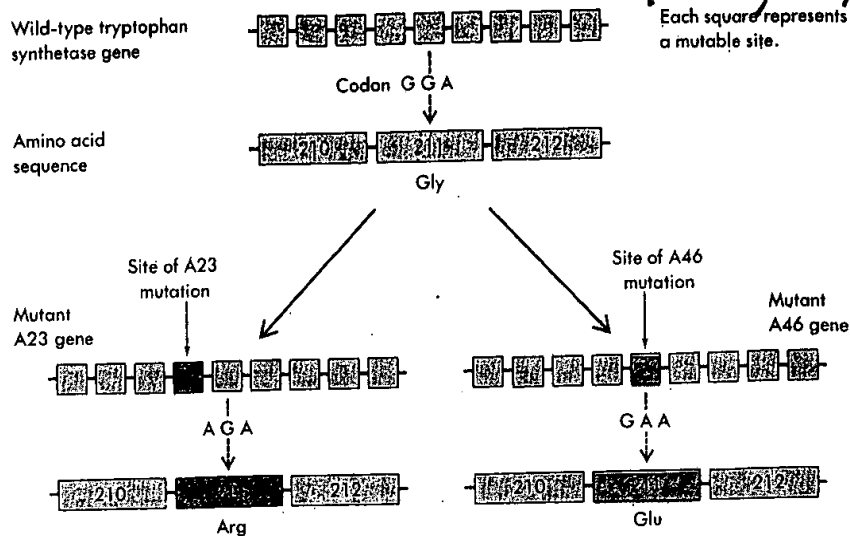 Wild-type tryptophan
synthetase gene
Each square represents
a mutable site.
Codon G G A
Amino acid
sequence
210 211 212
Gly
Site of A23
mutation
Site of A46
mutation
Mutant
A23 gene
Mutant
A46 gene
A G A
G A A
210 212
210 211 212
Arg
Glu